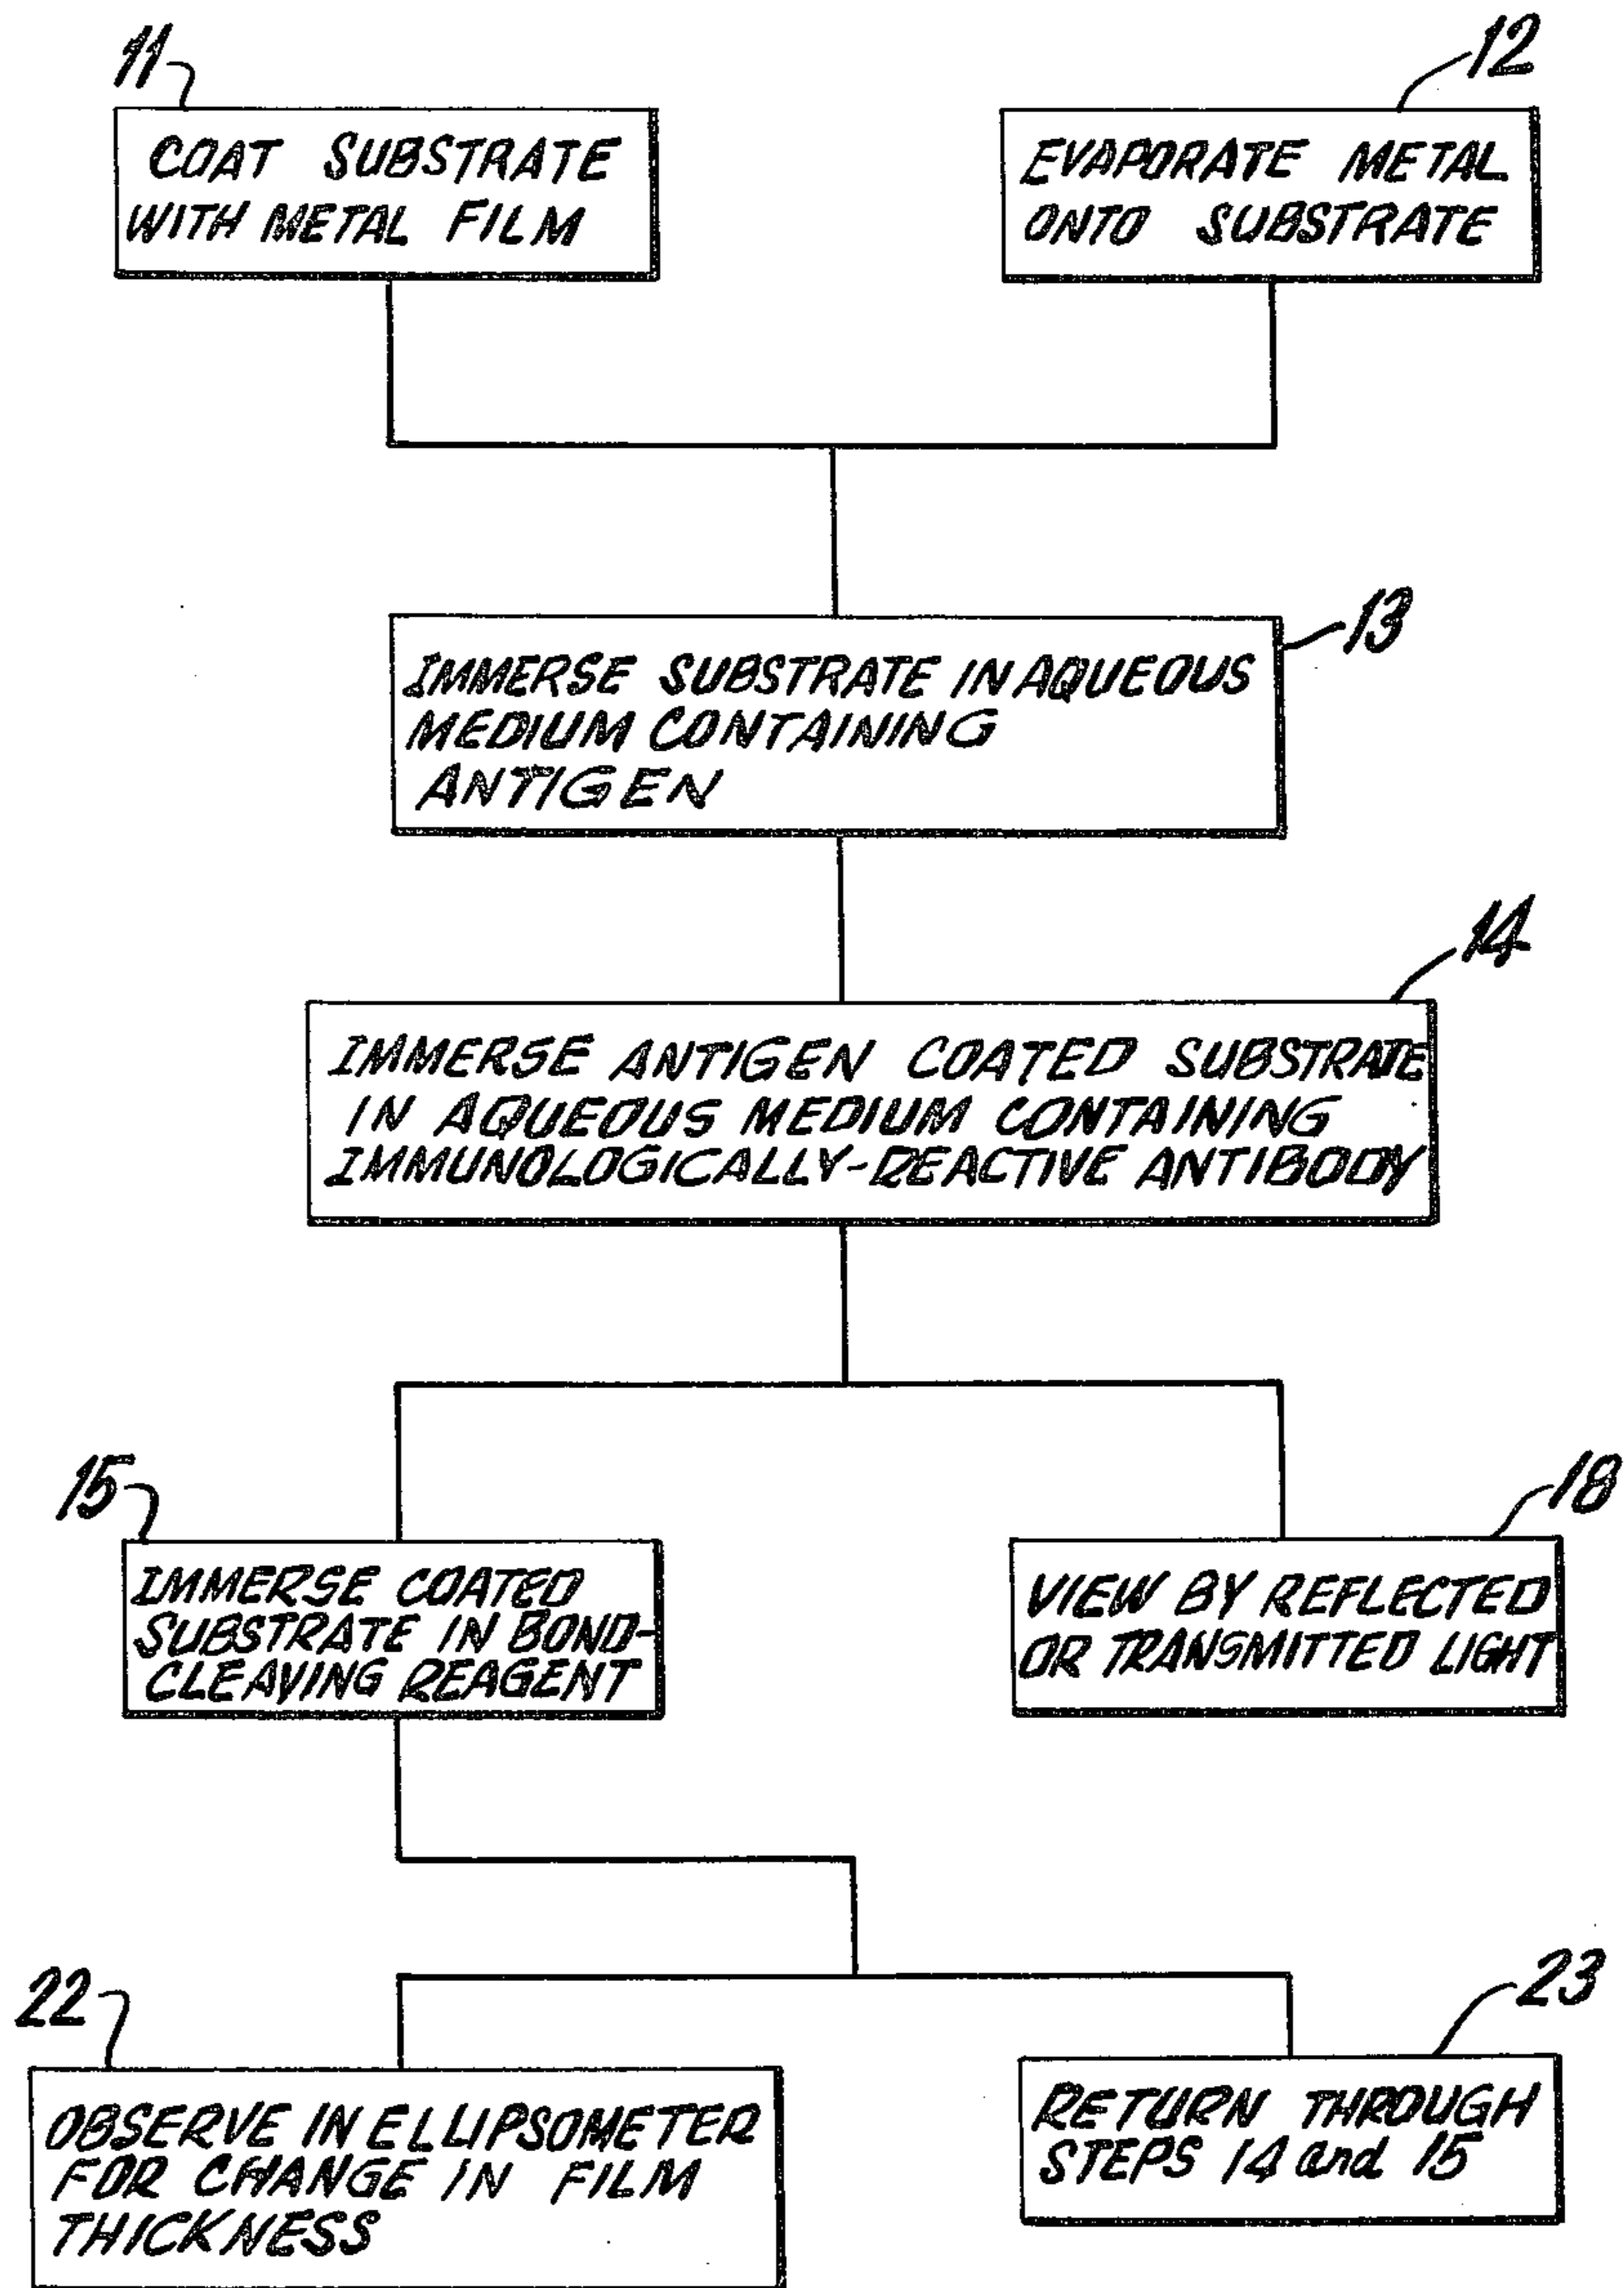 11
COAT SUBSTRATE
WITH METAL FILM
12
EVAPORATE METAL
ONTO SUBSTRATE
13
IMMERSE SUBSTRATE IN AQUEOUS
MEDIUM CONTAINING
ANTIGEN
14
IMMERSE ANTIGEN COATED SUBSTRATE
IN AQUEOUS MEDIUM CONTAINING
IMMUNOLOGICALLY-REACTIVE ANTIBODY
15
IMMERSE COATED
SUBSTRATE IN BOND-
CLEAVING REAGENT
18
VIEW BY REFLECTED
OR TRANSMITTED LIGHT
22
OBSERVE IN ELLIPSOMETER
FOR CHANGE IN FILM
THICKNESS
23
RETURN THROUGH
STEPS 14 and 15